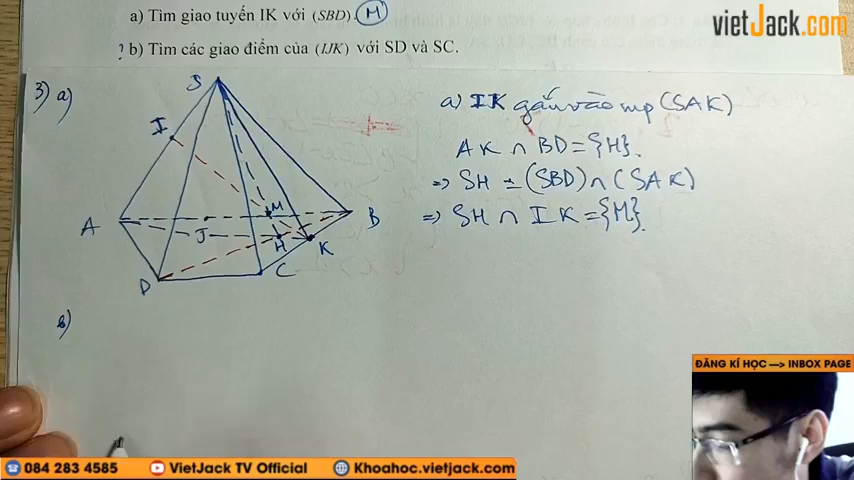 a) Tìm giao tuyến IK với (SBD). M
? b) Tìm các giao điểm của (IJK) với SD và SC.
vietJack.com
3) a)
S
I
A
J
M
H
B
K
C
D
a) IK gắn vào mp (SAK)
AK ∩ BD = {H}.
=> SH = (SBD) ∩ (SAK)
=> SH ∩ IK = {M}.
b)
ĐĂNG KÍ HỌC —> INBOX PAGE
084 283 4585 VietJack TV Official Khoahoc.vietjack.com